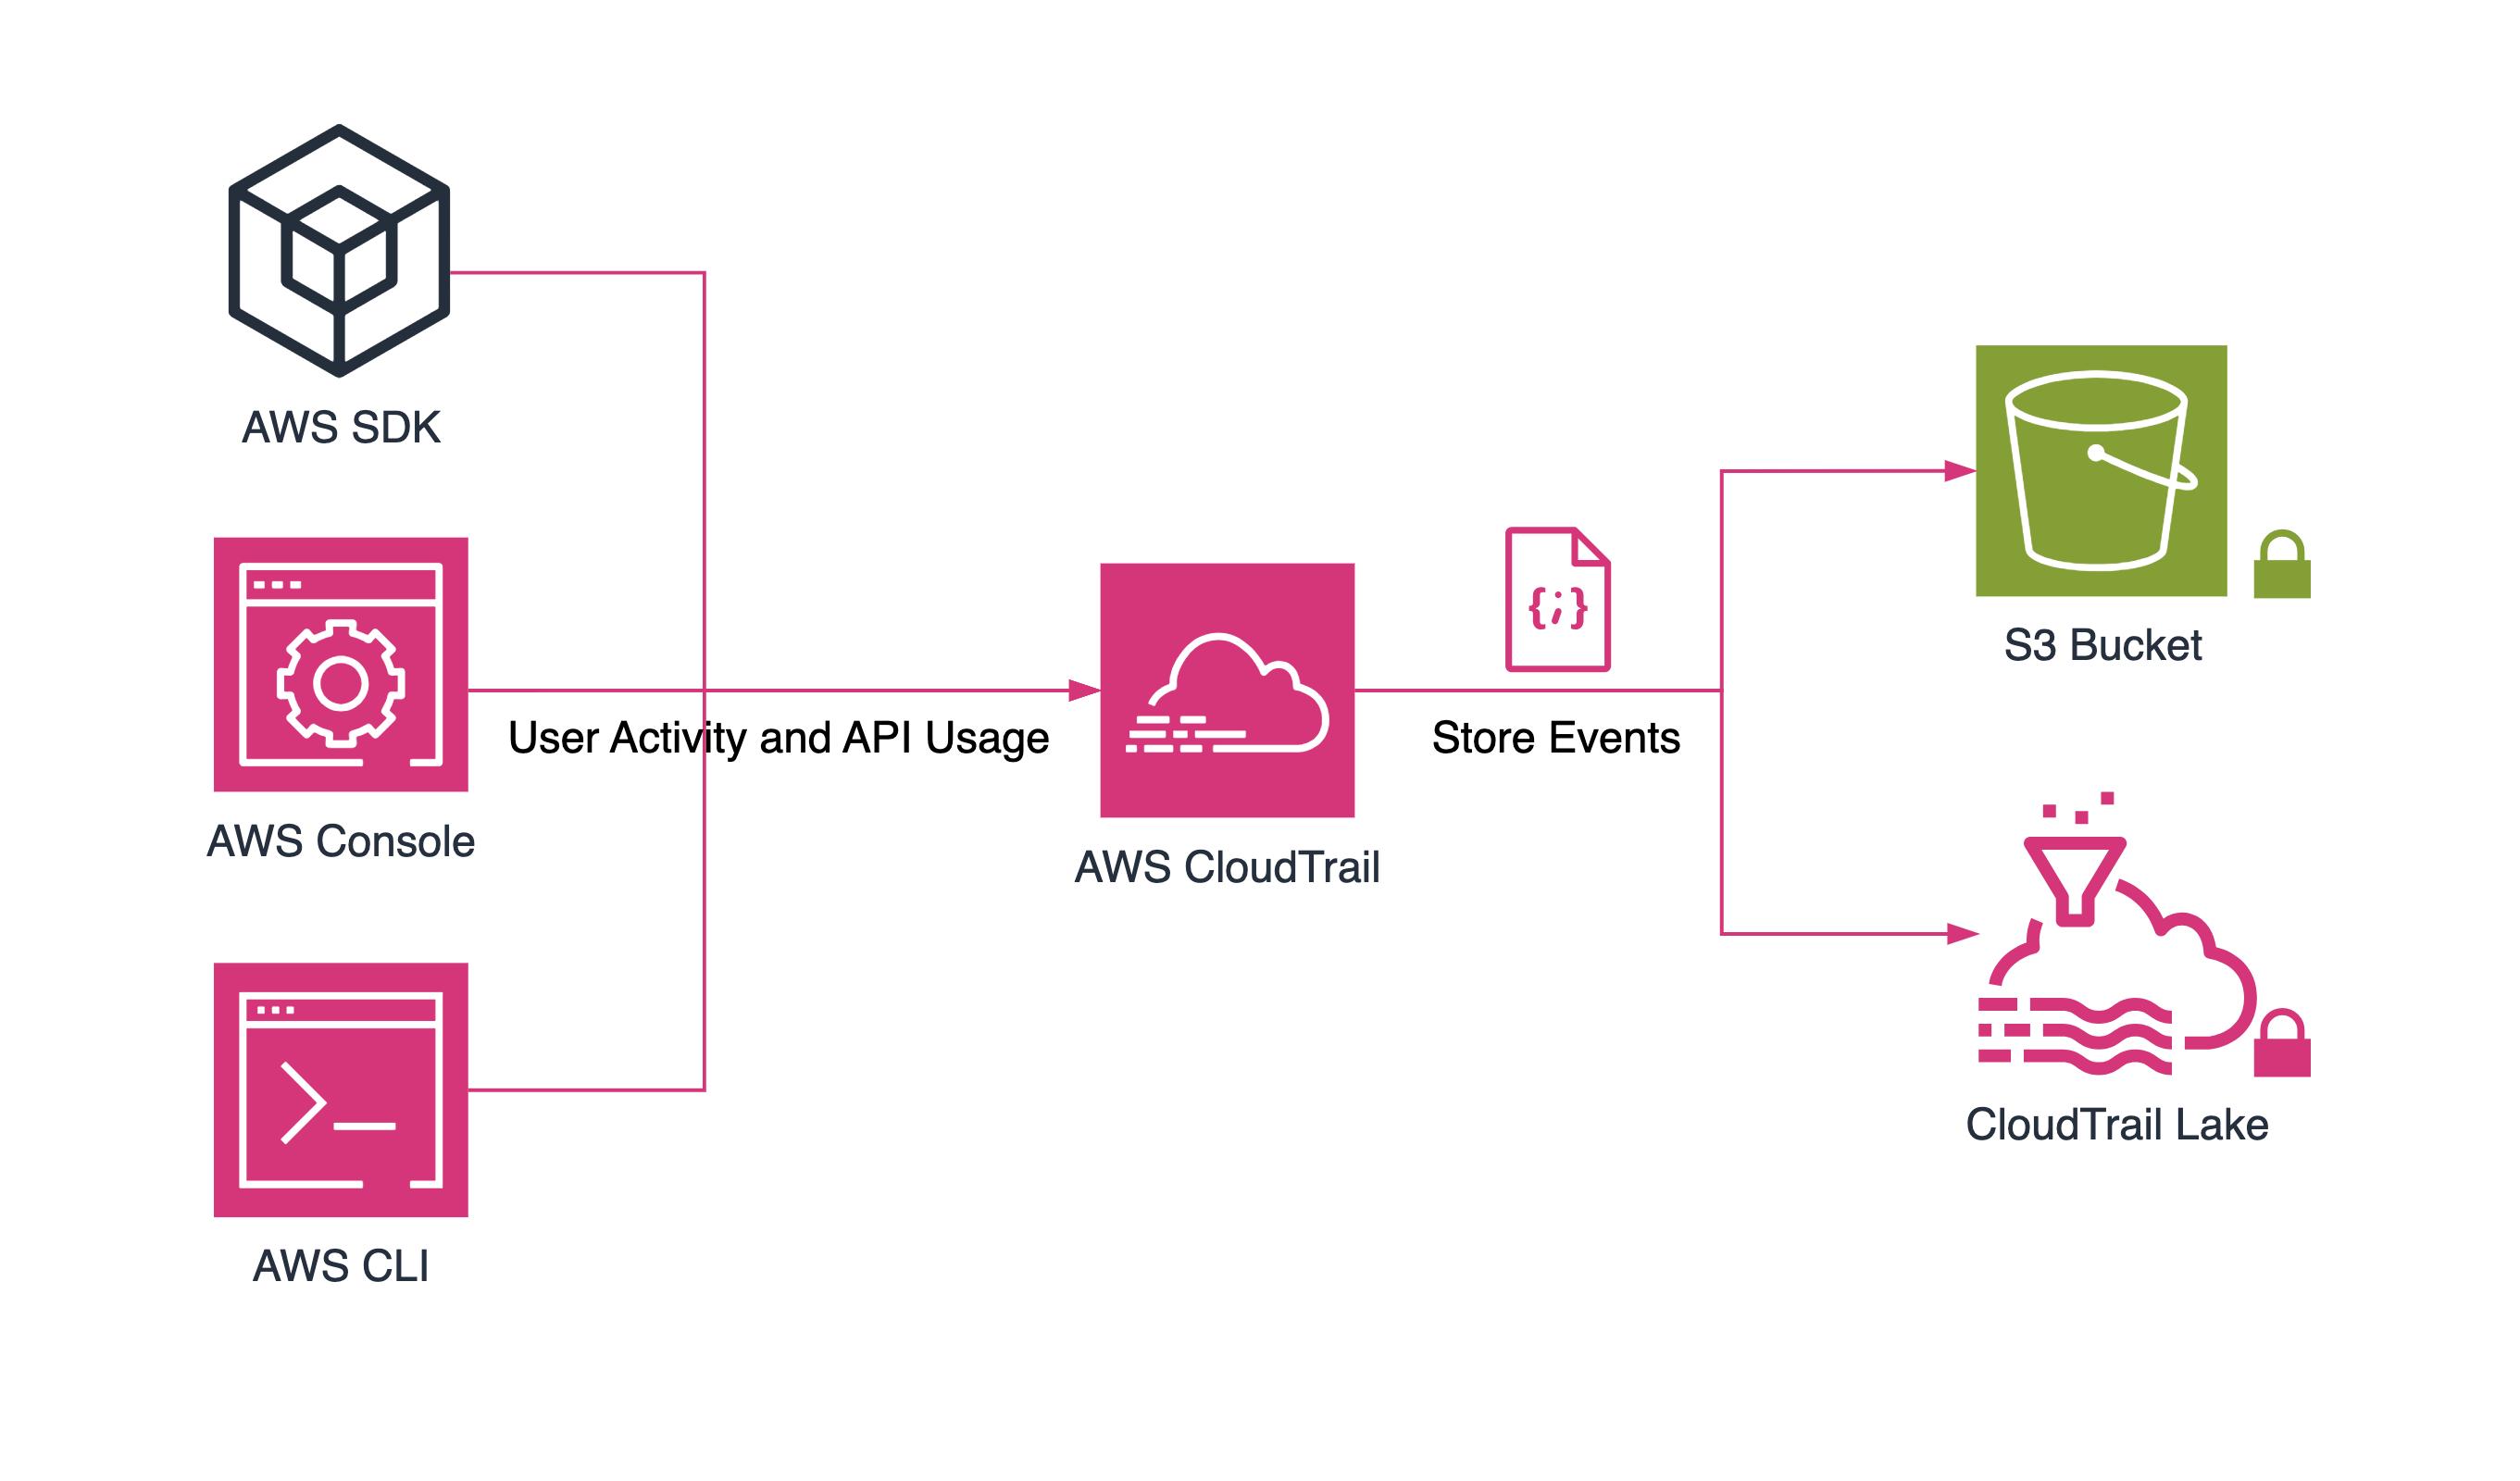 AWS SDK
AWS Console
AWS CLI
User Activity and API Usage
AWS CloudTrail
{;}
Store Events
S3 Bucket
CloudTrail Lake